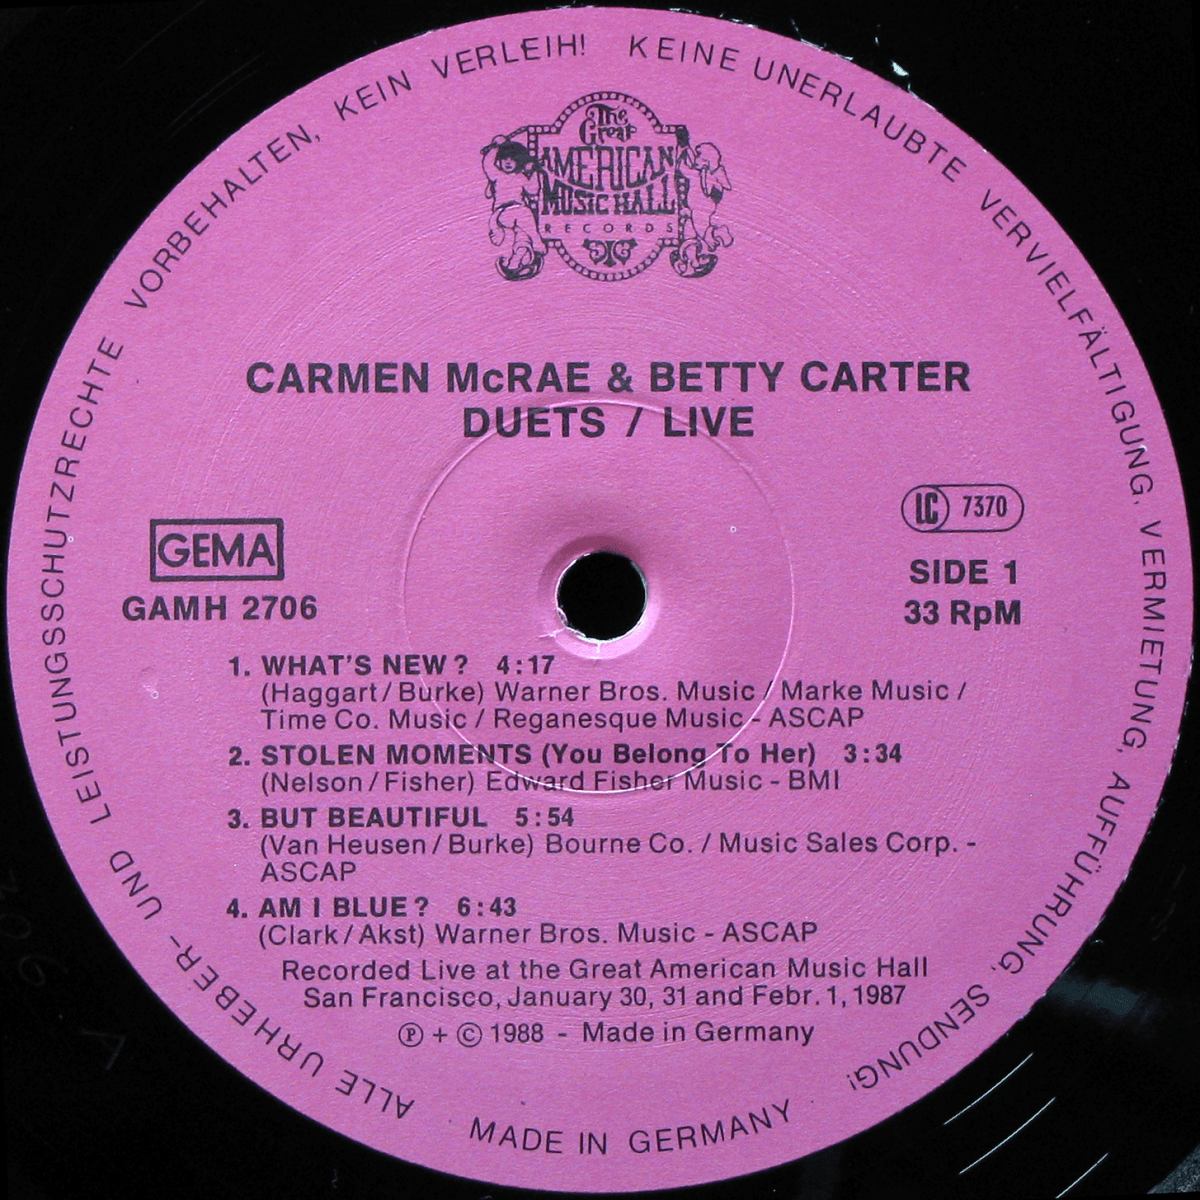 ALLE URHEBER- UND LEISTUNGSSCHUTZRECHTE VORBEHALTEN, KEIN VERLEIH! KEINE UNERLAUBTE VERVIELFÄLTIGUNG, VERMIETUNG, AUFFÜHRUNG, SENDUNG!
The
Great
AMERICAN
MUSIC HALL
RECORDS
CARMEN McRAE & BETTY CARTER
DUETS / LIVE
LC 7370
GEMA
SIDE 1
GAMH 2706
33 RpM
1. WHAT'S NEW? 4:17
(Haggart/Burke) Warner Bros. Music / Marke Music /
Time Co. Music / Reganesque Music - ASCAP
2. STOLEN MOMENTS (You Belong To Her) 3:34
(Nelson/Fisher) Edward Fisher Music - BMI
3. BUT BEAUTIFUL 5:54
(Van Heusen/Burke) Bourne Co. / Music Sales Corp. -
ASCAP
4. AM I BLUE? 6:43
(Clark/Akst) Warner Bros. Music - ASCAP
Recorded Live at the Great American Music Hall
San Francisco, January 30, 31 and Febr. 1, 1987
Ⓟ + © 1988 - Made in Germany
MADE IN GERMANY